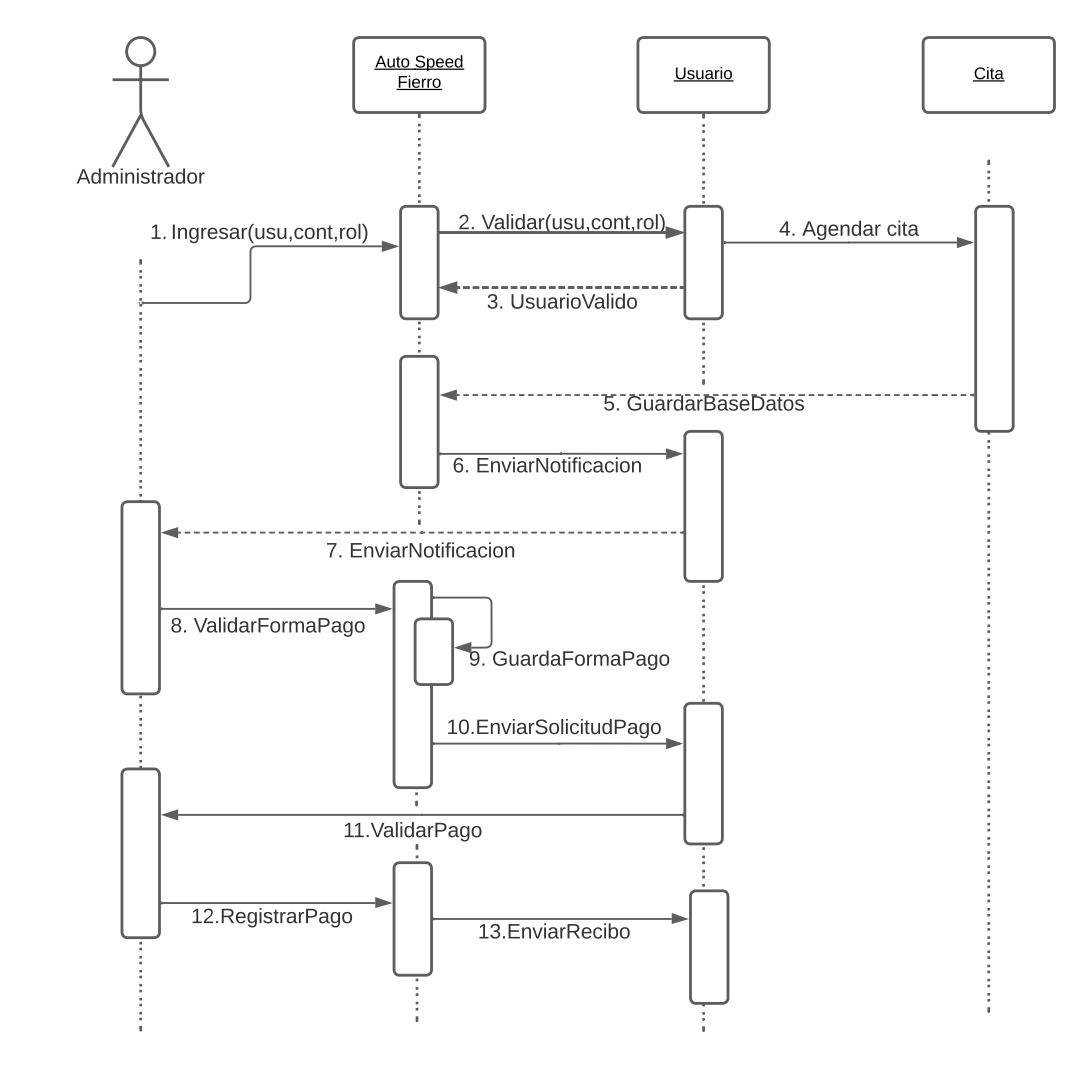 Auto Speed
Fierro
Usuario
Cita
Administrador
1. Ingresar(usu,cont,rol)
2. Validar(usu,cont,rol)
4. Agendar cita
3. UsuarioValido
5. GuardarBaseDatos
6. EnviarNotificacion
7. EnviarNotificacion
8. ValidarFormaPago
9. GuardaFormaPago
10.EnviarSolicitudPago
11.ValidarPago
12.RegistrarPago
13.EnviarRecibo